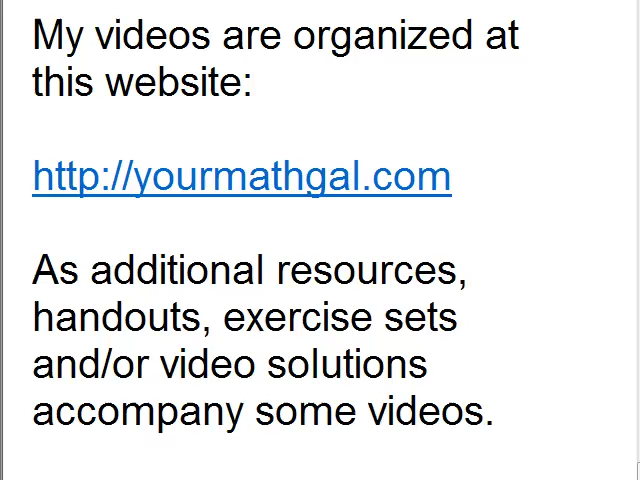 My videos are organized at
this website:
http://yourmathgal.com
As additional resources,
handouts, exercise sets
and/or video solutions
accompany some videos.